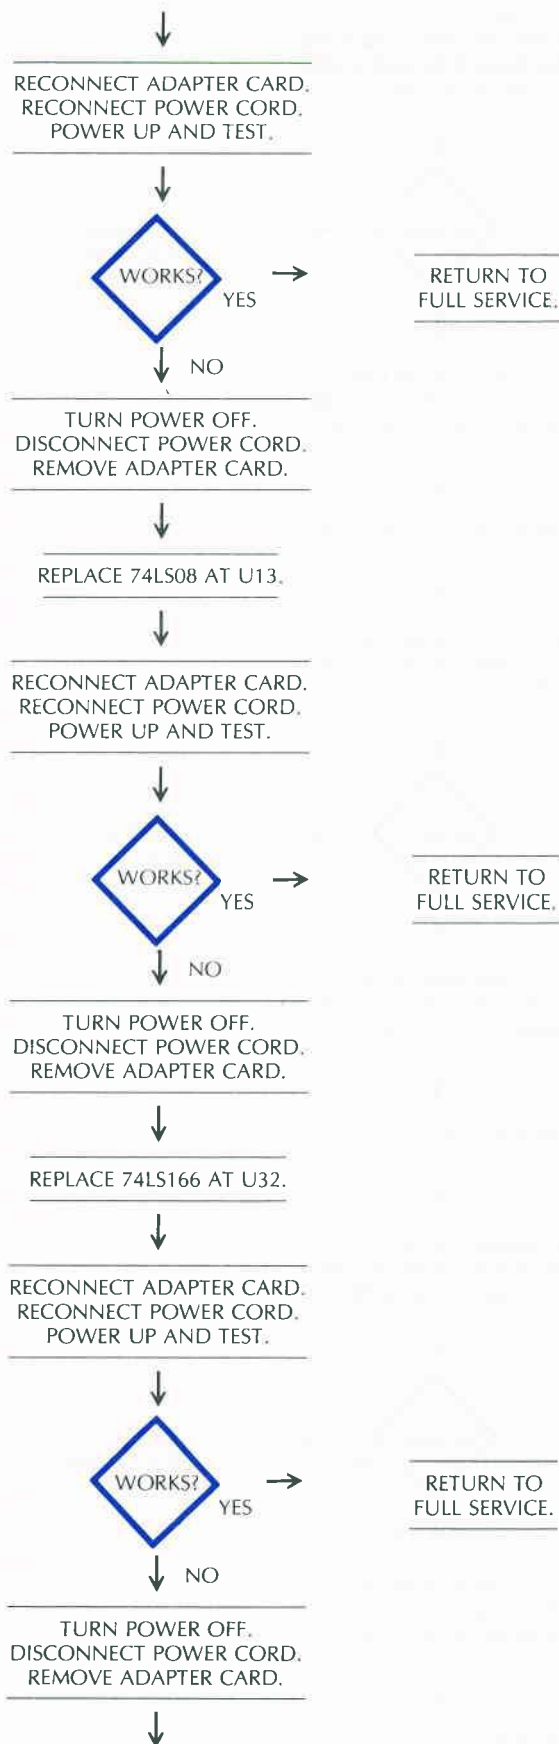 RECONNECT ADAPTER CARD.
RECONNECT POWER CORD.
POWER UP AND TEST.
WORKS?
YES
RETURN TO
FULL SERVICE.
NO
TURN POWER OFF.
DISCONNECT POWER CORD.
REMOVE ADAPTER CARD.
REPLACE 74LS08 AT U13.
RECONNECT ADAPTER CARD.
RECONNECT POWER CORD.
POWER UP AND TEST.
WORKS?
YES
RETURN TO
FULL SERVICE.
NO
TURN POWER OFF.
DISCONNECT POWER CORD.
REMOVE ADAPTER CARD.
REPLACE 74LS166 AT U32.
RECONNECT ADAPTER CARD.
RECONNECT POWER CORD.
POWER UP AND TEST.
WORKS?
YES
RETURN TO
FULL SERVICE.
NO
TURN POWER OFF.
DISCONNECT POWER CORD.
REMOVE ADAPTER CARD.